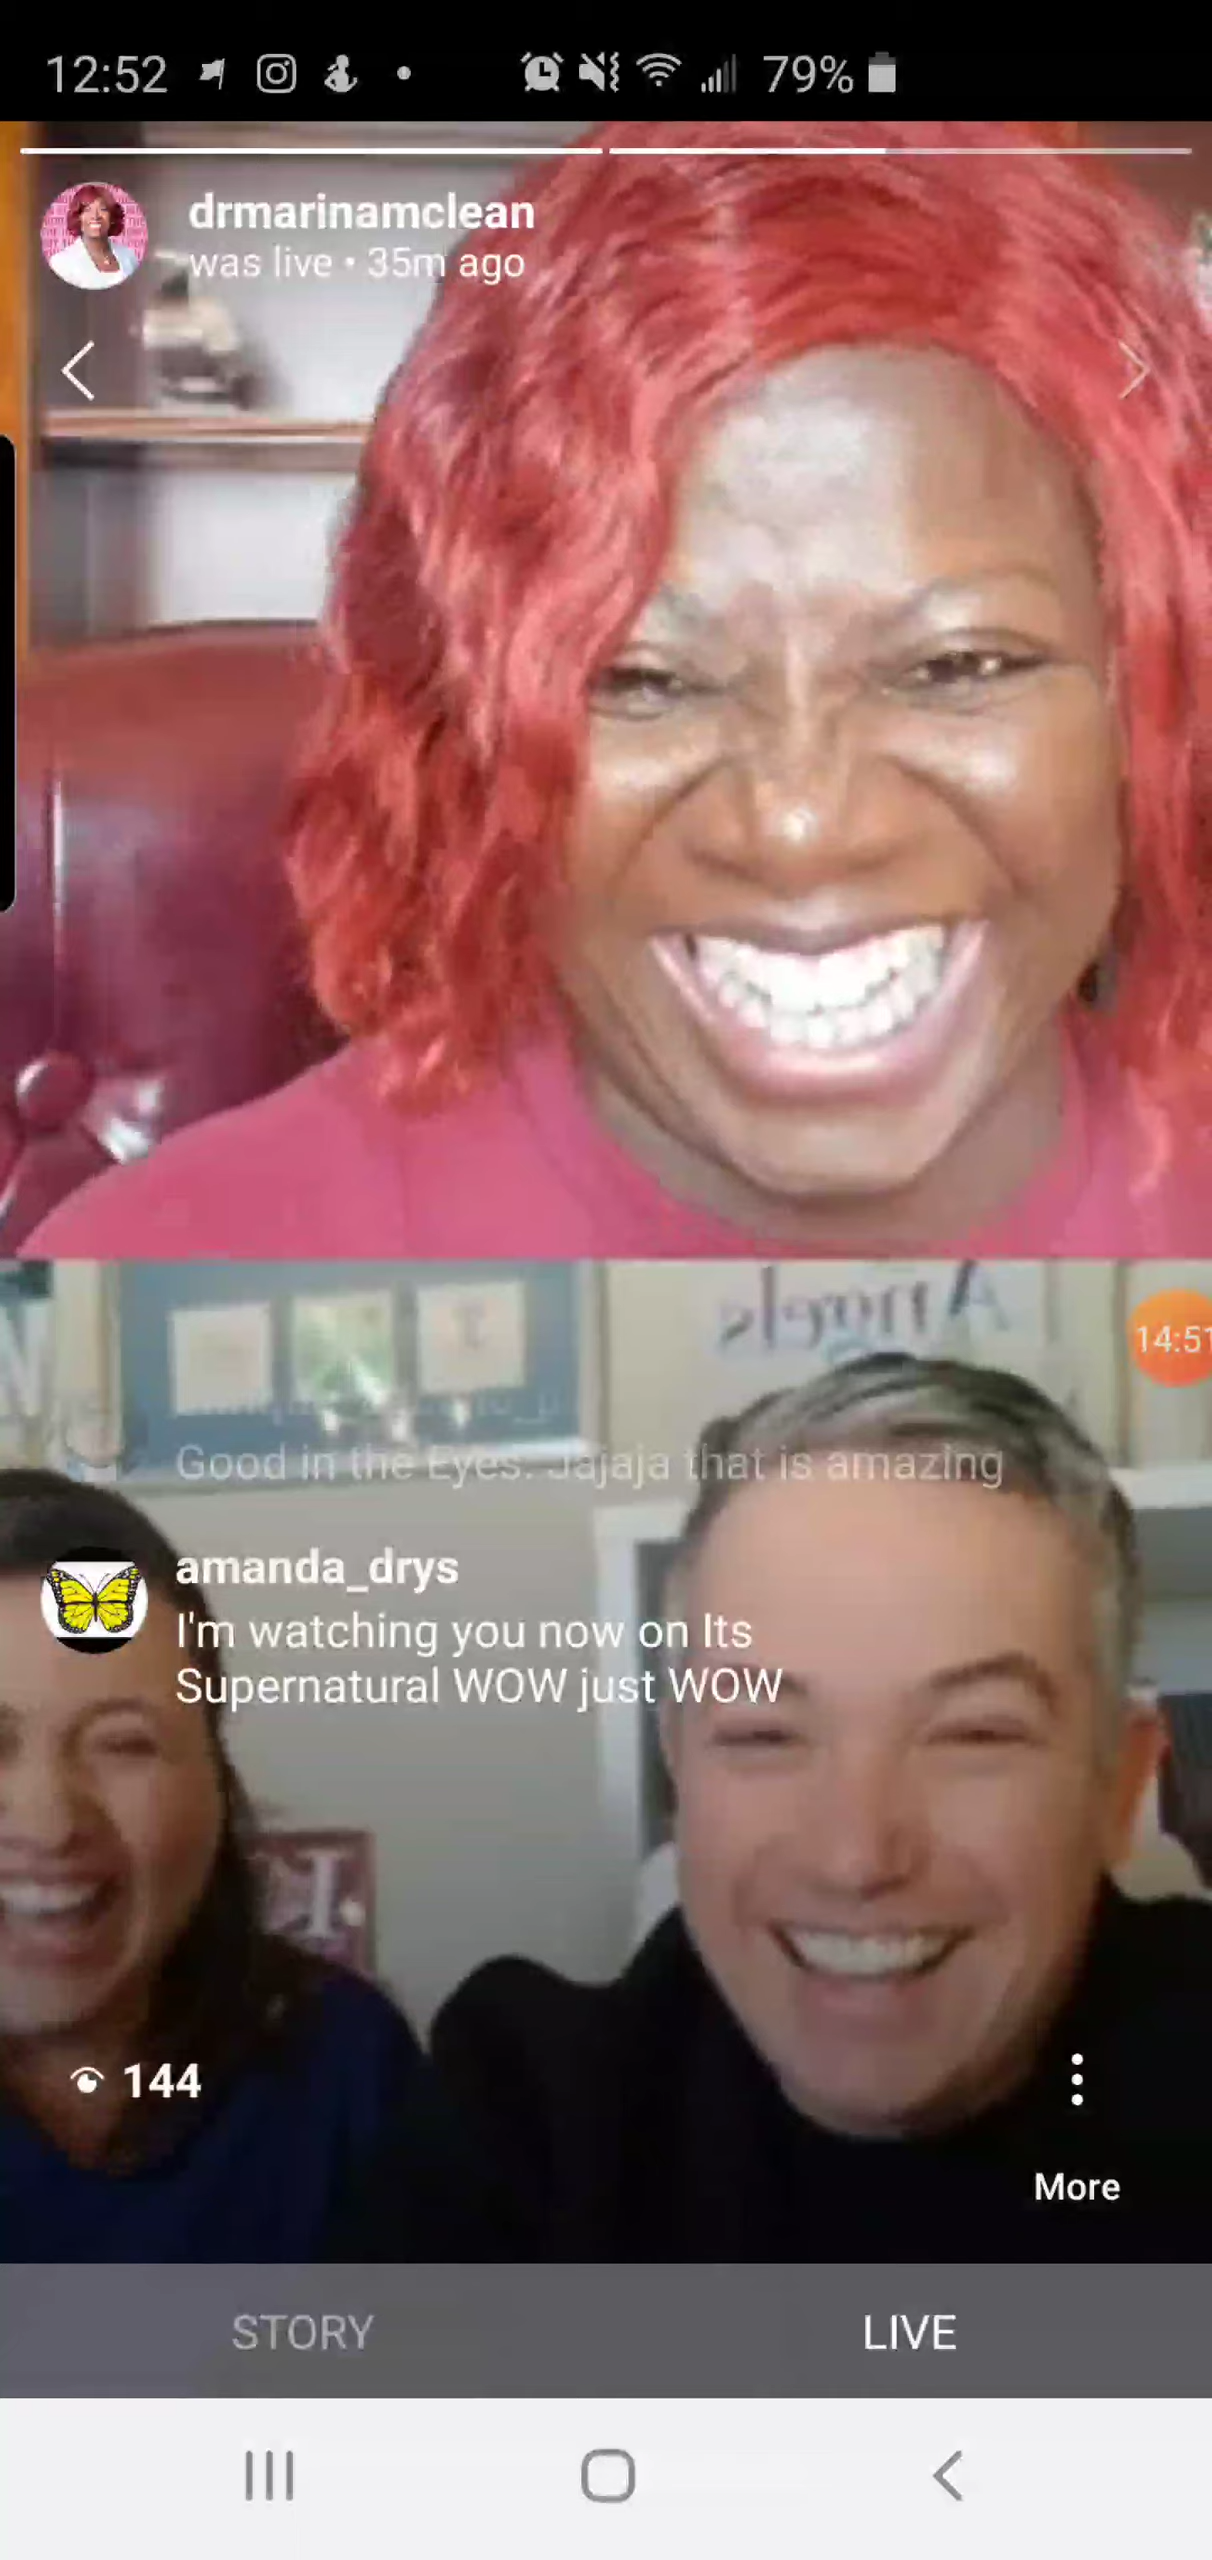 12:52 79%
drmarinamclean
was live • 35m ago
Angels
14:51
Good in the Eyes. Jajaja that is amazing
amanda_drys
I'm watching you now on Its
Supernatural WOW just WOW
144
More
STORY LIVE